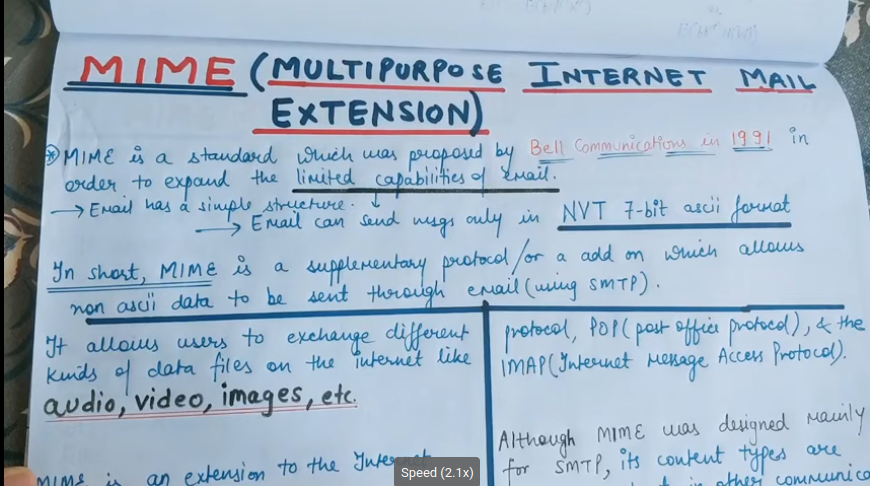 MIME (MULTIPURPOSE INTERNET MAIL
EXTENSION)
MIME is a standard which was proposed by Bell Communications in 1991 in
order to expand the limited capabilities of Email.
→ Email has a simple structure. ↓
→ Email can send msgs only in NVT 7-bit ascii format
In short, MIME is a supplementary protocol/or a add on which allows
non ascii data to be sent through email (using SMTP).
It allows users to exchange different
kinds of data files on the internet like
audio, video, images, etc.
MIME is an extension to the Internet
protocol, POP (post office protocol), & the
IMAP (Internet Message Access Protocol).
Although MIME was designed mainly
for SMTP, its content types are
in other communica
Speed (2.1x)